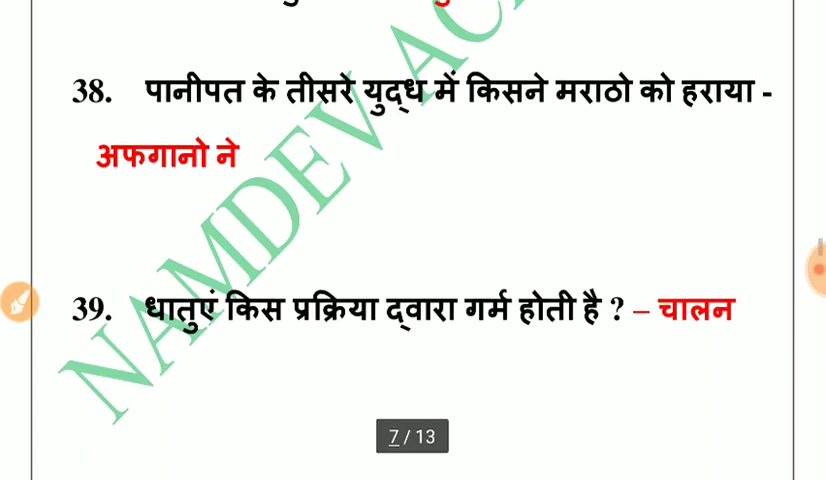 38. पानीपत के तीसरे युद्ध में किसने मराठो को हराया -
अफगानो ने
39. धातुएं किस प्रक्रिया द्वारा गर्म होती है ? – चालन
NAMDEV AC
7 / 13